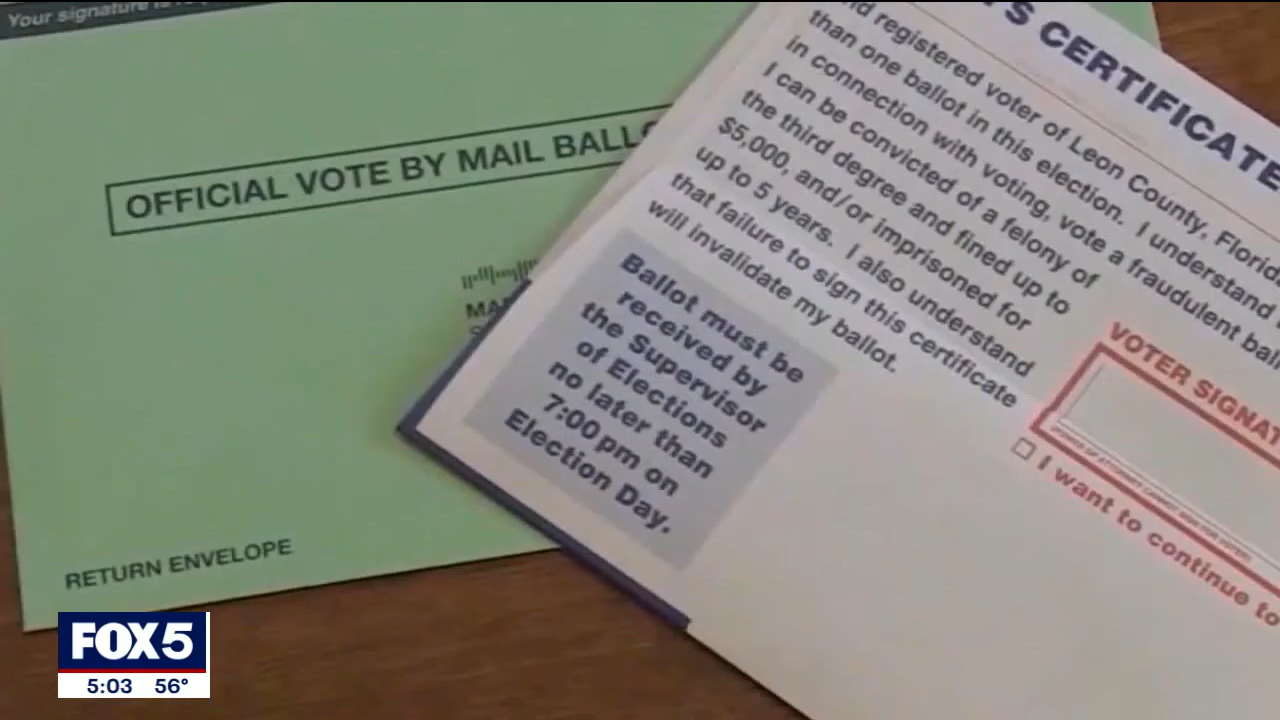 Your signature is
OFFICIAL VOTE BY MAIL BALLO
RETURN ENVELOPE
'S CERTIFICATE
nd registered voter of Leon County, Florid
than one ballot in this election. I understand
in connection with voting, vote a fraudulent ball
I can be convicted of a felony of
the third degree and fined up to
$5,000, and/or imprisoned for
up to 5 years. I also understand
that failure to sign this certificate
will invalidate my ballot.
Ballot must be
received by
the Supervisor
of Elections
no later than
7:00 pm on
Election Day.
VOTER SIGNAT
I want to continue to
FOX 5
5:03 56°